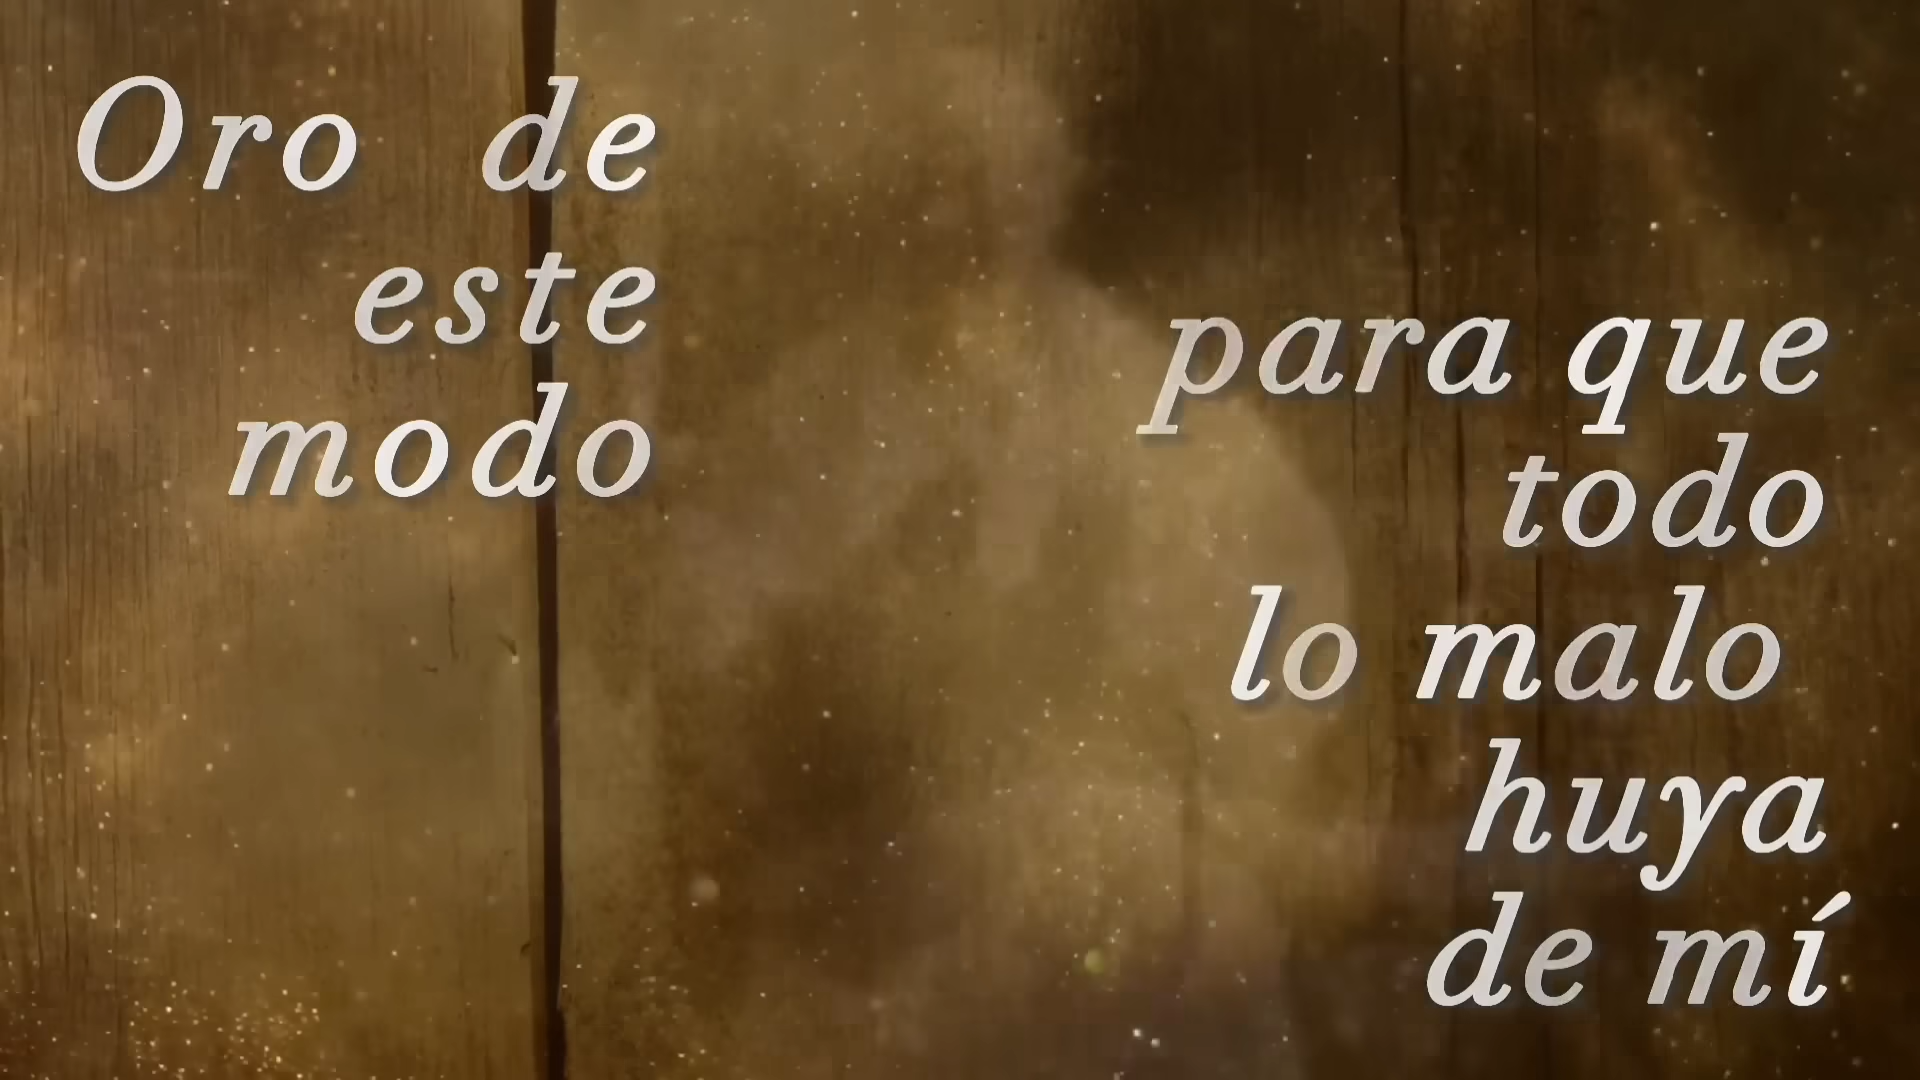 Oro de
este
modo
para que
todo
lo malo
huya
de mí